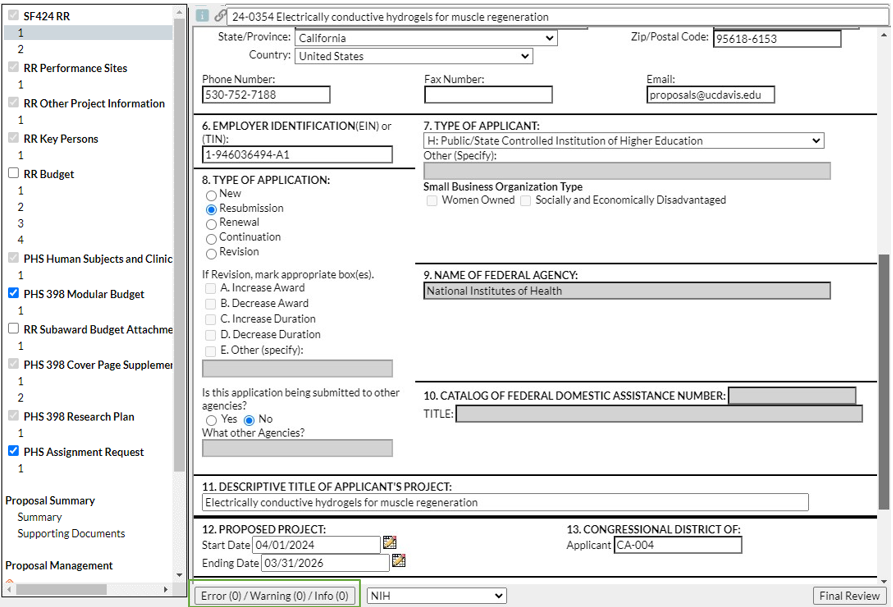 SF424 RR
1
2
RR Performance Sites
1
RR Other Project Information
1
RR Key Persons
1
RR Budget
1
2
3
4
PHS Human Subjects and Clinic
1
PHS 398 Modular Budget
1
RR Subaward Budget Attachme
1
PHS 398 Cover Page Supplemer
1
2
PHS 398 Research Plan
1
PHS Assignment Request
1
Proposal Summary
Summary
Supporting Documents
Proposal Management
24-0354 Electrically conductive hydrogels for muscle regeneration
State/Province: California Zip/Postal Code: 95618-6153
Country: United States
Phone Number: Fax Number: Email:
530-752-7188 proposals@ucdavis.edu
6. EMPLOYER IDENTIFICATION(EIN) or
(TIN):
1-946036494-A1
7. TYPE OF APPLICANT:
H: Public/State Controlled Institution of Higher Education
Other (Specify):
Small Business Organization Type
Women Owned Socially and Economically Disadvantaged
8. TYPE OF APPLICATION:
New
Resubmission
Renewal
Continuation
Revision
If Revision, mark appropriate box(es).
A. Increase Award
B. Decrease Award
C. Increase Duration
D. Decrease Duration
E. Other (specify):
9. NAME OF FEDERAL AGENCY:
National Institutes of Health
Is this application being submitted to other
agencies?
Yes No
What other Agencies?
10. CATALOG OF FEDERAL DOMESTIC ASSISTANCE NUMBER:
TITLE:
11. DESCRIPTIVE TITLE OF APPLICANT'S PROJECT:
Electrically conductive hydrogels for muscle regeneration
12. PROPOSED PROJECT:
Start Date 04/01/2024
Ending Date 03/31/2026
13. CONGRESSIONAL DISTRICT OF:
Applicant CA-004
Error (0) / Warning (0) / Info (0) NIH Final Review